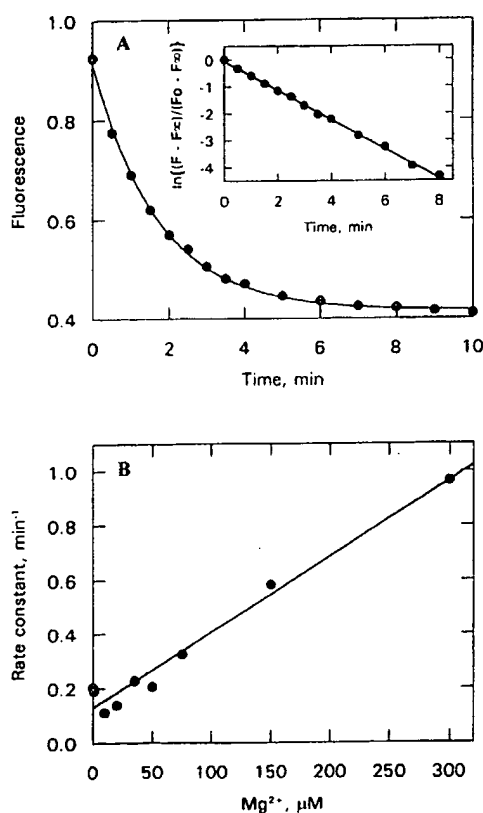 A
1.0
0.8
0.6
0.4
Fluorescence
0
-1
-2
-3
-4
ln{(F - F∞)/(Fo - F∞)}
0 2 4 6 8
Time, min
0 2 4 6 8 10
Time, min
B
1.0
0.8
0.6
0.4
0.2
0.0
Rate constant, min⁻¹
0 50 100 150 200 250 300
Mg²⁺, µM